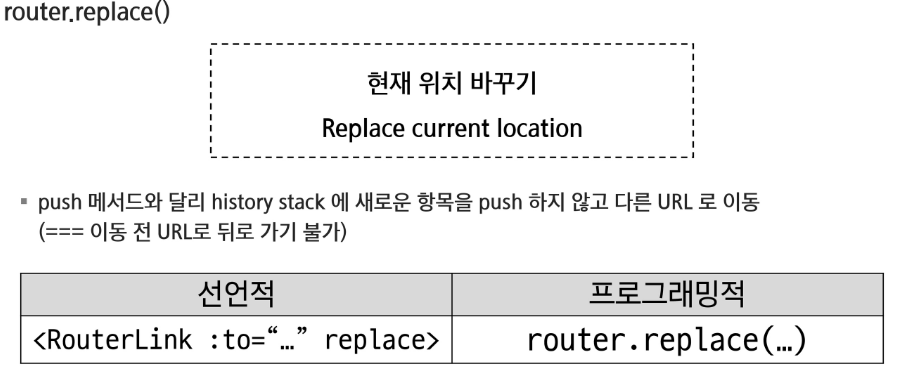 router.replace()
현재 위치 바꾸기
Replace current location
▪ push 메서드와 달리 history stack 에 새로운 항목을 push 하지 않고 다른 URL 로 이동
(=== 이동 전 URL로 뒤로 가기 불가)
선언적 프로그래밍적
<RouterLink :to=“…” replace> router.replace(…)